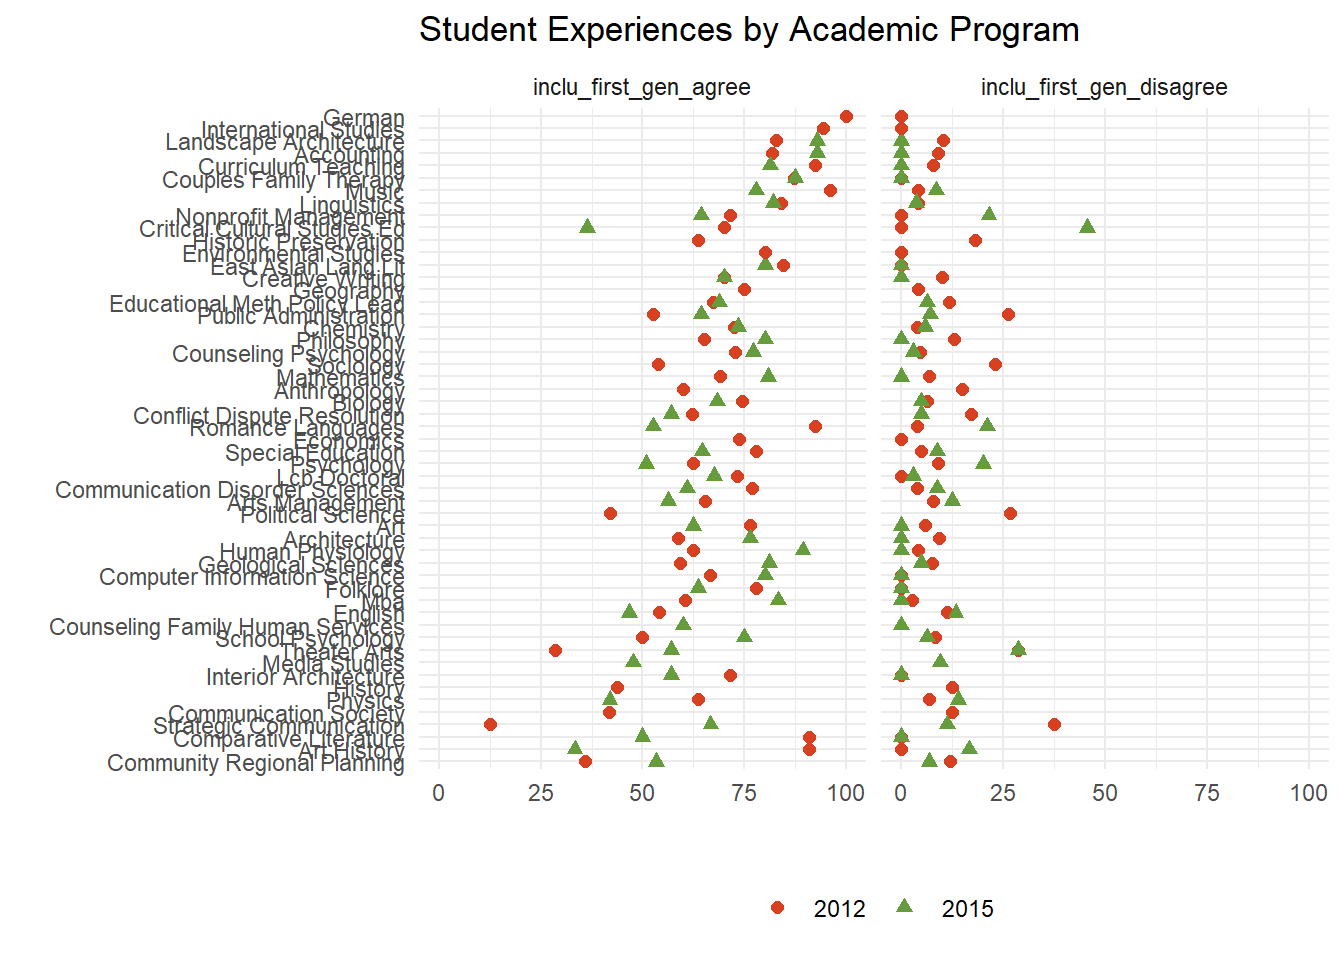 Student Experiences by Academic Program
inclu_first_gen_agree
inclu_first_gen_disagree
German
International Studies
Landscape Architecture
Accounting
Curriculum Teaching
Couples Family Therapy
Music
Linguistics
Nonprofit Management
Critical Cultural Studies Ed
Historic Preservation
Environmental Studies
East Asian Lang Lit
Creative Writing
Geography
Educational Meth Policy Lead
Public Administration
Chemistry
Philosophy
Counseling Psychology
Sociology
Mathematics
Anthropology
Biology
Conflict Dispute Resolution
Romance Languages
Economics
Special Education
Psychology
Lcb Doctoral
Communication Disorder Sciences
Arts Management
Political Science
Art
Architecture
Human Physiology
Geological Sciences
Computer Information Science
Folklore
Mba
English
Counseling Family Human Services
School Psychology
Theater Arts
Media Studies
Interior Architecture
History
Physics
Communication Society
Strategic Communication
Comparative Literature
Art History
Community Regional Planning
0 25 50 75 100
0 25 50 75 100
2012 2015